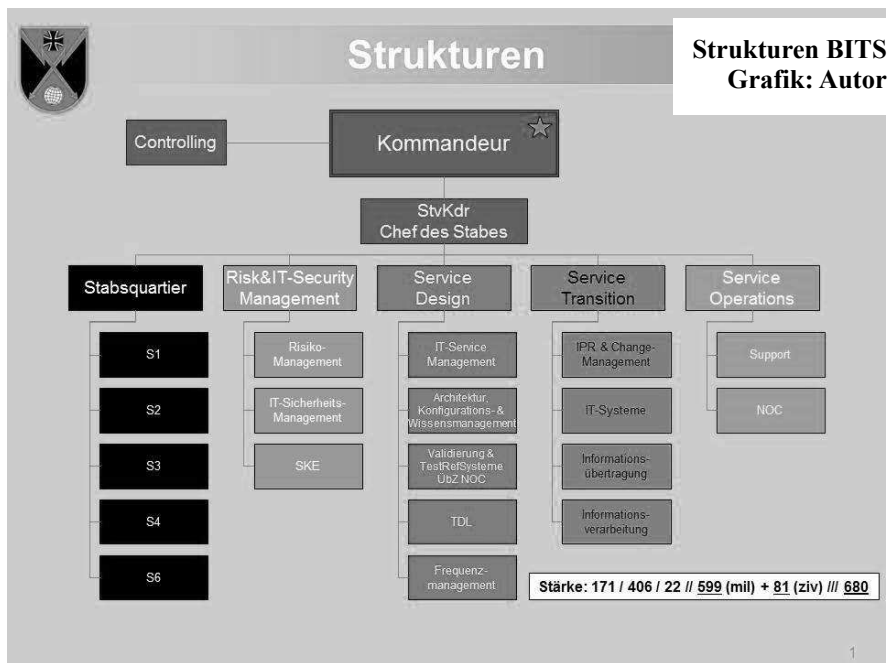 Strukturen
Strukturen BITS
Grafik: Autor
Controlling
Kommandeur
StvKdr
Chef des Stabes
Stabsquartier
S1
S2
S3
S4
S6
Risk&IT-Security
Management
Risiko-
Management
IT-Sicherheits-
Management
SKE
Service
Design
IT-Service
Management
Architektur,
Konfigurations- &
Wissensmanagement
Validierung &
TestRefSysteme
ÜbZ NOC
TDL
Frequenz-
management
Service
Transition
IPR & Change-
Management
IT-Systeme
Informations-
übertragung
Informations-
verarbeitung
Service
Operations
Support
NOC
Stärke: 171 / 406 / 22 // 599 (mil) + 81 (ziv) /// 680
1